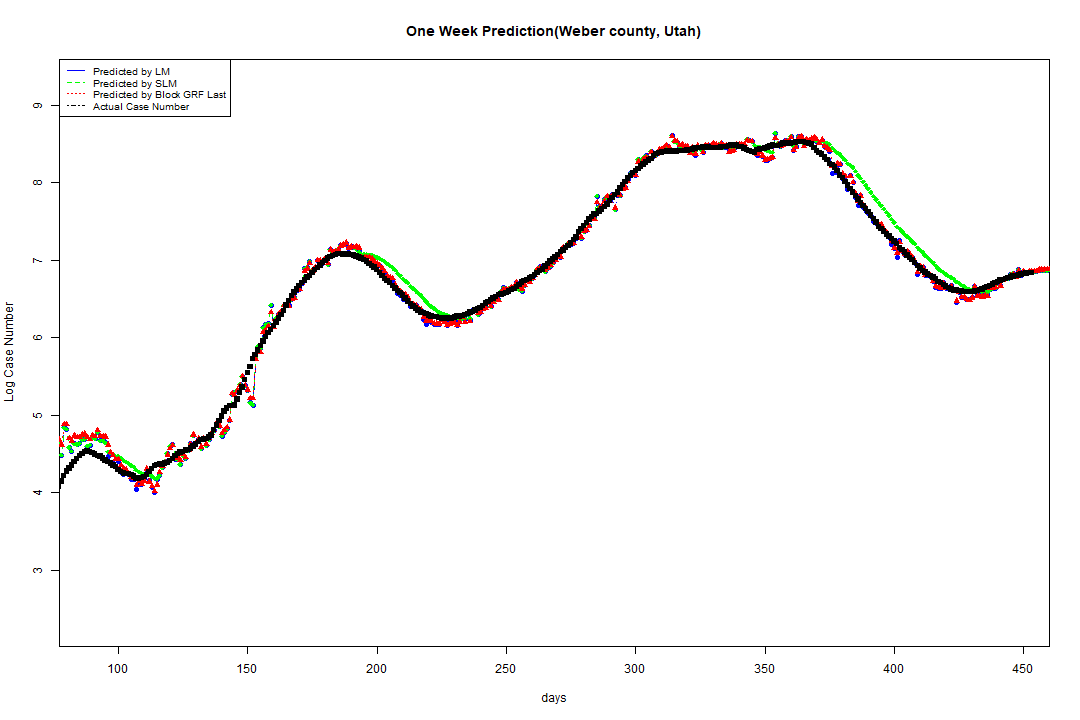 One Week Prediction(Weber county, Utah)
Predicted by LM
Predicted by SLM
Predicted by Block GRF Last
Actual Case Number
9
8
7
6
5
4
3
Log Case Number
100 150 200 250 300 350 400 450
days